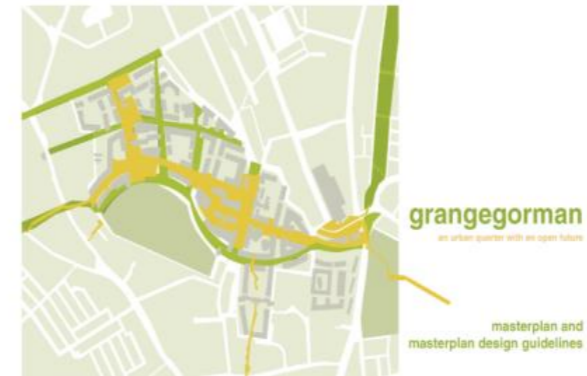 grangegorman
an urban quarter with an open future
masterplan and
masterplan design guidelines